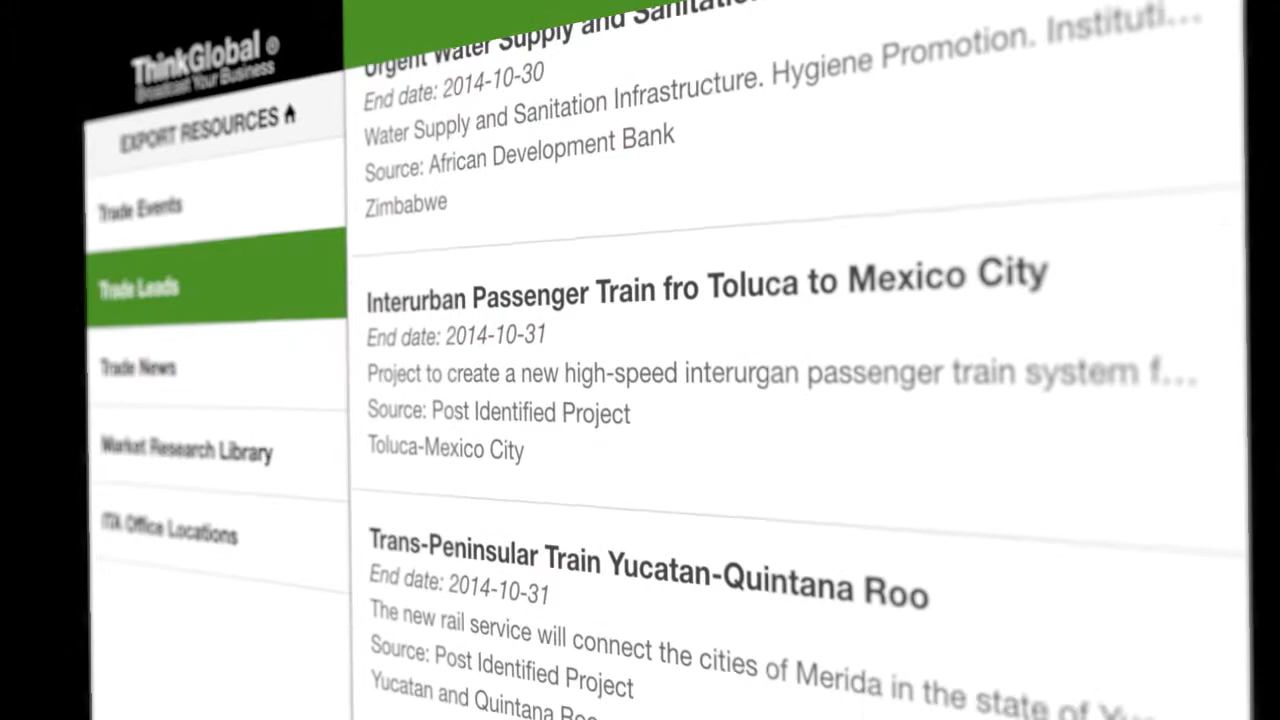 ThinkGlobal ®
Broadcast Your Business
EXPORT RESOURCES
Trade Events
Trade Leads
Trade News
Market Research Library
ITA Office Locations
Urgent Water Supply and
End date: 2014-10-30
Water Supply and Sanitation Infrastructure. Hygiene Promotion. Instituti...
Source: African Development Bank
Zimbabwe
Interurban Passenger Train fro Toluca to Mexico City
End date: 2014-10-31
Project to create a new high-speed interurgan passenger train system f...
Source: Post Identified Project
Toluca-Mexico City
Trans-Peninsular Train Yucatan-Quintana Roo
End date: 2014-10-31
The new rail service will connect the cities of Merida in the state of
Source: Post Identified Project
Yucatan and Quintana Roo